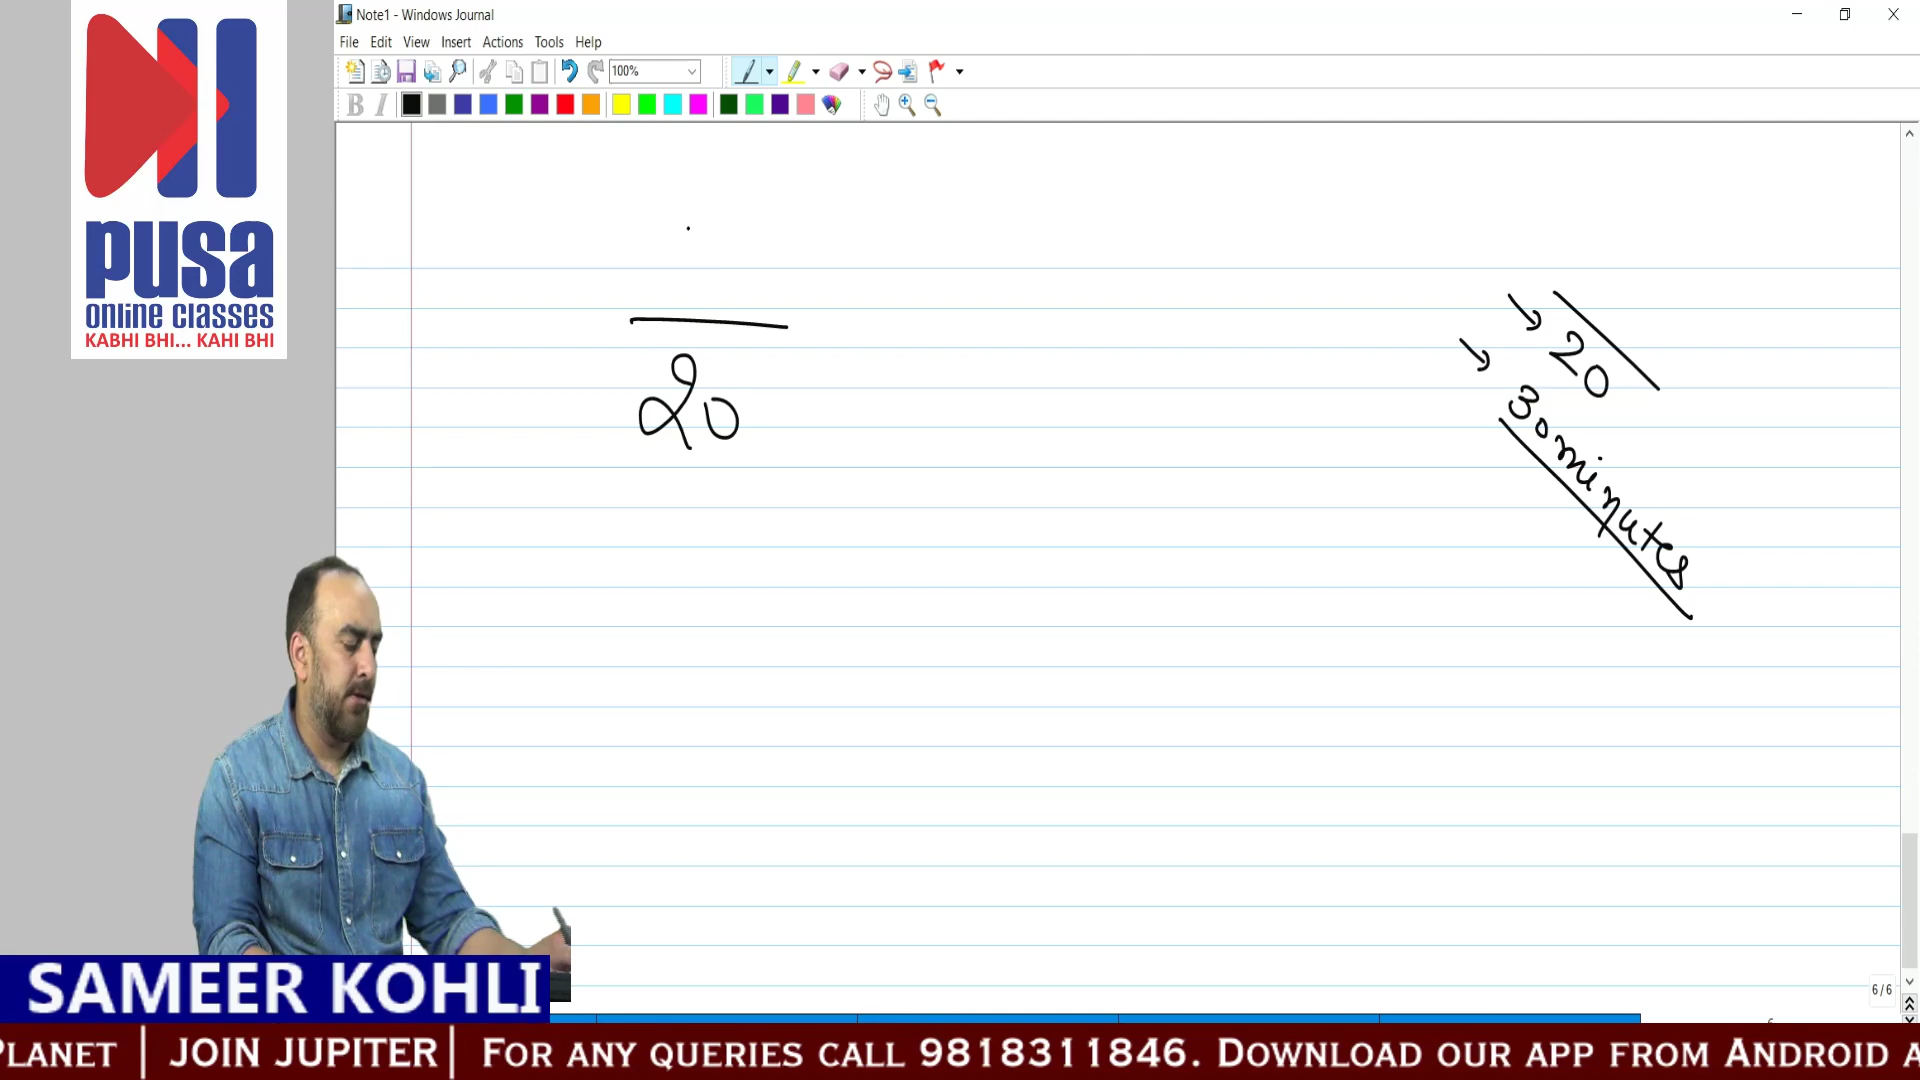 Note1 - Windows Journal
File Edit View Insert Actions Tools Help
100%
B I
PUSA
ONLINE CLASSES
KABHI BHI... KAHI BHI
20
20
30 minutes
6/6
6
SAMEER KOHLI
PLANET | JOIN JUPITER | FOR ANY QUERIES CALL 9818311846. DOWNLOAD OUR APP FROM ANDROID A